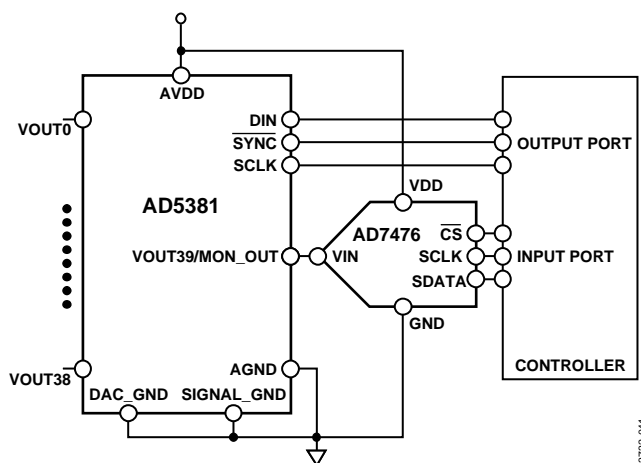 AVDD
VOUT0
DIN
SYNC
SCLK
OUTPUT PORT
VDD
AD5381
AD7476
CS
VOUT39/MON_OUT
VIN
SCLK
INPUT PORT
SDATA
GND
VOUT38
AGND
CONTROLLER
DAC_GND
SIGNAL_GND